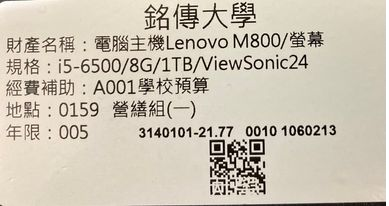 銘傳大學
財產名稱：電腦主機Lenovo M800/螢幕
規格：i5-6500/8G/1TB/ViewSonic24
經費補助：A001學校預算
地點：0159 營繕組(一)
年限：005 3140101-21.77 0010 1060213